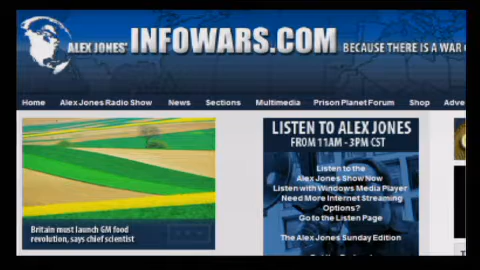 ALEX JONES' INFOWARS.COM BECAUSE THERE IS A WAR
Home Alex Jones Radio Show News Sections Multimedia Prison Planet Forum Shop Adve
LISTEN TO ALEX JONES
FROM 11AM - 3PM CST
Listen to the
Alex Jones Show Now
Listen with Windows Media Player
Need More Internet Streaming
Options?
Go to the Listen Page
The Alex Jones Sunday Edition
Britain must launch GM food
revolution, says chief scientist